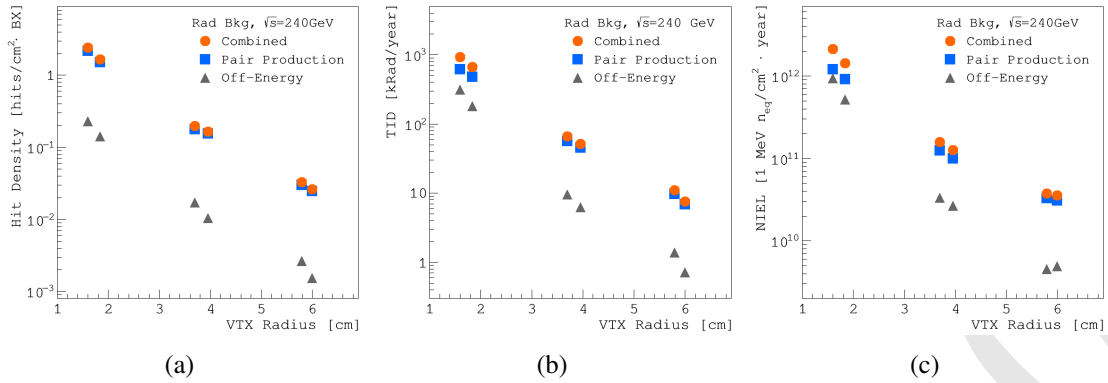 Hit Density [hits/cm²· BX]
Rad Bkg, √s=240GeV
Combined
Pair Production
Off-Energy
1
10⁻¹
10⁻²
10⁻³
1 2 3 4 5 6
VTX Radius [cm]
(a)
TID [kRad/year]
Rad Bkg, √s=240 GeV
Combined
Pair Production
Off-Energy
10³
10²
10
1
1 2 3 4 5 6
VTX Radius [cm]
(b)
NIEL [1 MeV n_eq/cm² · year]
Rad Bkg, √s=240GeV
Combined
Pair Production
Off-Energy
10¹²
10¹¹
10¹⁰
1 2 3 4 5 6
VTX Radius [cm]
(c)